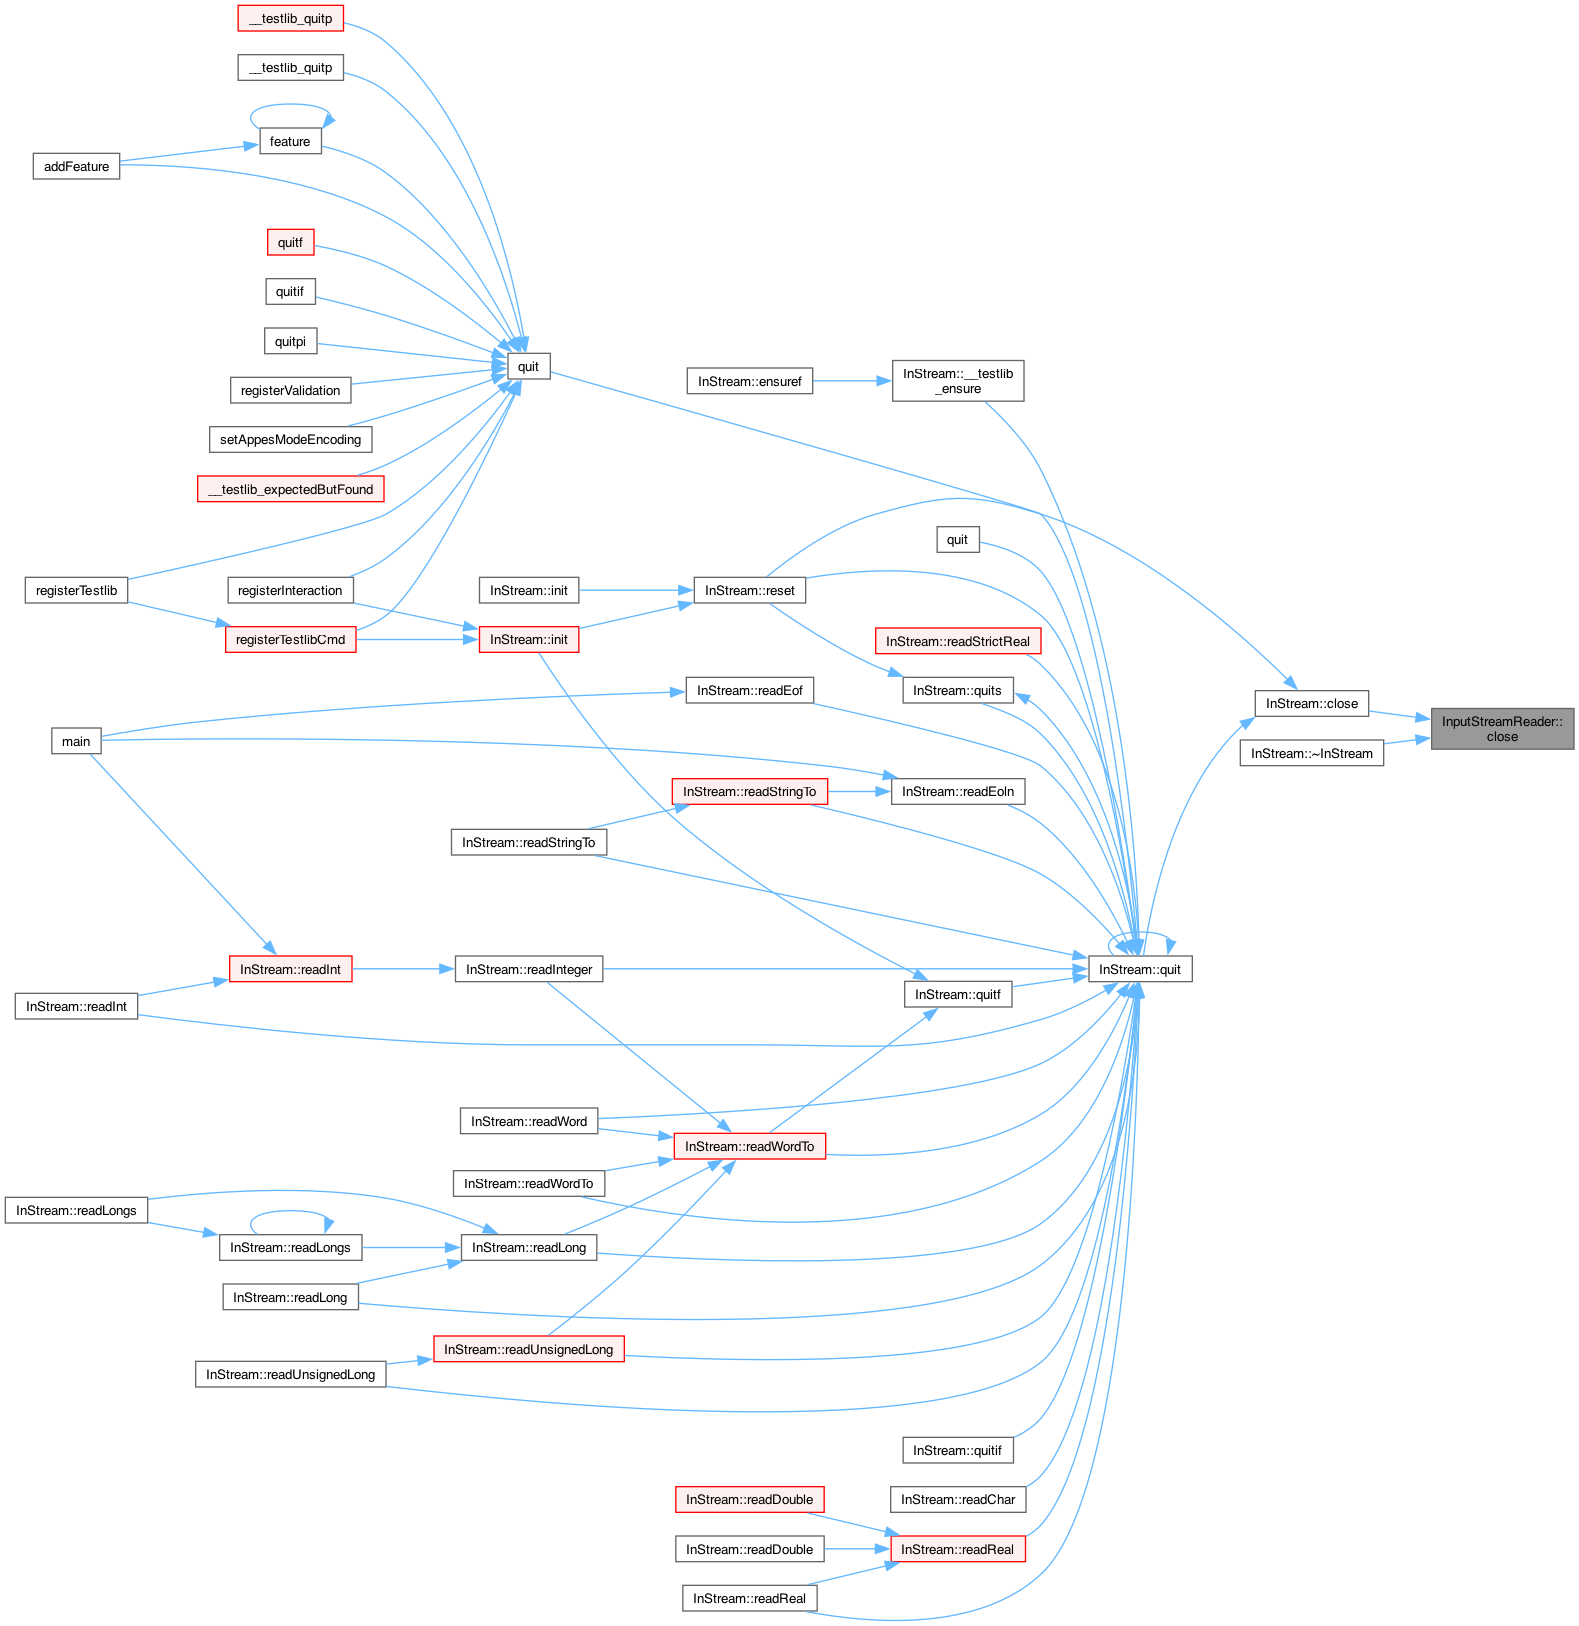 __testlib_quitp
__testlib_quitp
feature
addFeature
quitf
quitif
quitpi
quit
InStream::ensuref
InStream::__testlib
_ensure
registerValidation
setAppesModeEncoding
__testlib_expectedButFound
quit
registerTestlib
registerInteraction
InStream::init
InStream::reset
registerTestlibCmd
InStream::init
InStream::readStrictReal
InStream::readEof
InStream::quits
InStream::close
InputStreamReader::
close
main
InStream::~InStream
InStream::readStringTo
InStream::readEoln
InStream::readStringTo
InStream::readInt
InStream::readInteger
InStream::quit
InStream::readInt
InStream::quitf
InStream::readWord
InStream::readWordTo
InStream::readWordTo
InStream::readLongs
InStream::readLongs
InStream::readLong
InStream::readLong
InStream::readUnsignedLong
InStream::readUnsignedLong
InStream::quitif
InStream::readDouble
InStream::readChar
InStream::readDouble
InStream::readReal
InStream::readReal